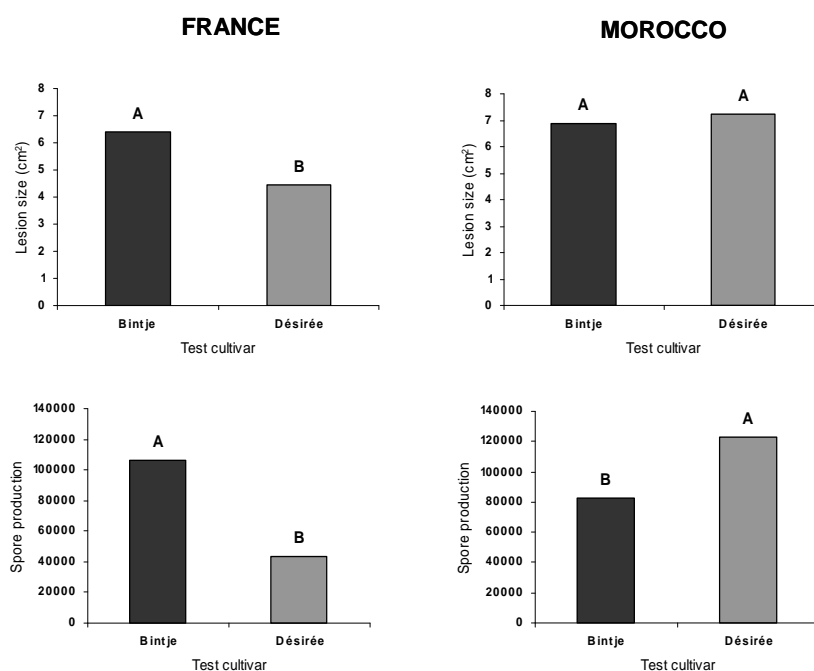 FRANCE
MOROCCO
8
7
6
5
4
3
2
1
0
Lesion size (cm²)
A
B
Bintje
Désirée
Test cultivar
8
7
6
5
4
3
2
1
0
Lesion size (cm²)
A
A
Bintje
Désirée
Test cultivar
140000
120000
100000
80000
60000
40000
20000
0
Spore production
A
B
Bintje
Désirée
Test cultivar
140000
120000
100000
80000
60000
40000
20000
0
Spore production
B
A
Bintje
Désirée
Test cultivar